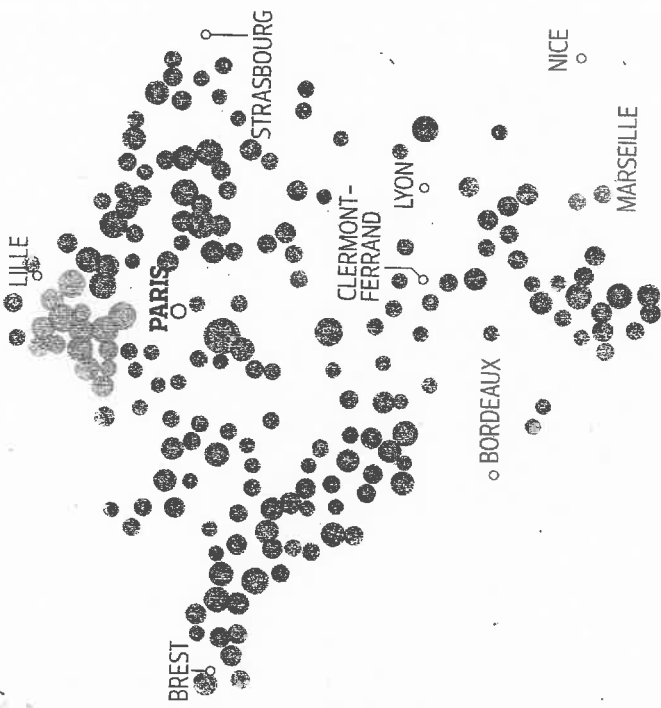 LILLE
PARIS
STRASBOURG
BREST
CLERMONT-
FERRAND
LYON
NICE
BORDEAUX
MARSEILLE